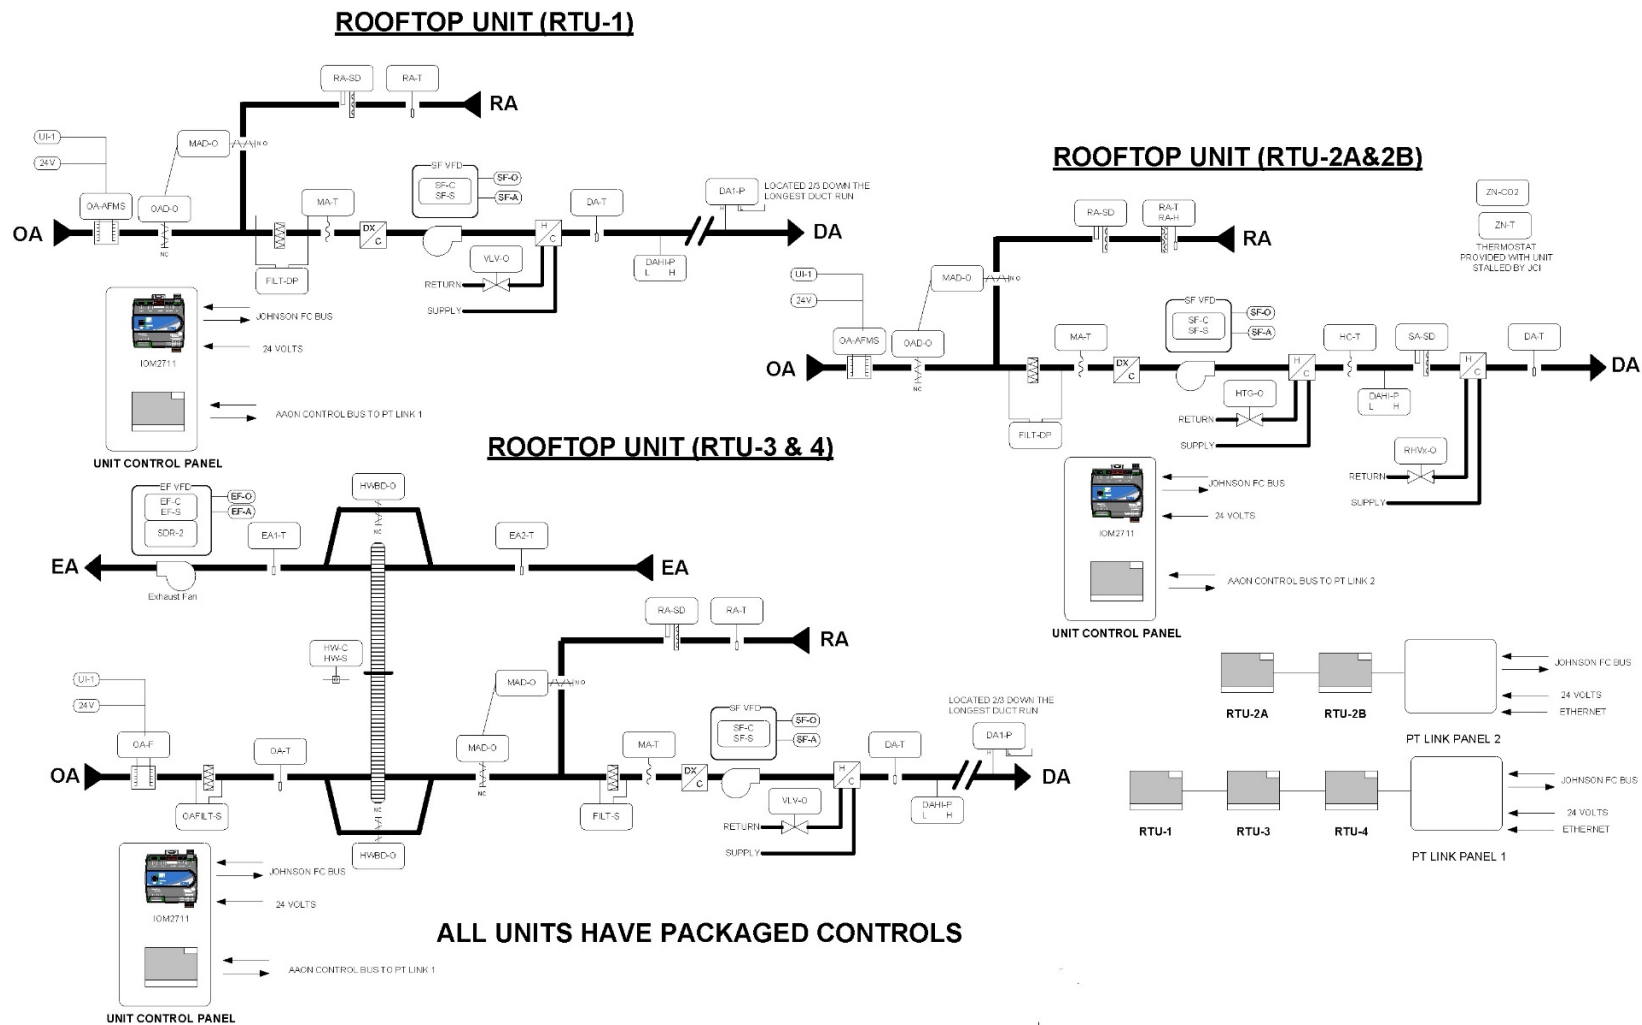 ROOFTOP UNIT (RTU-1)
RA-SD
RA-T
RA
UI-1
24V
MAD-O
N O
OA-AFMS
OAD-O
NC
OA
MA-T
FILT-DP
DX
C
SF VFD
SF-C
SF-S
SF-O
SF-A
H
C
VLV-O
RETURN
SUPPLY
DA-T
DAHI-P
L H
DA1-P
H
LOCATED 2/3 DOWN THE
LONGEST DUCT RUN
DA
IOM2711
JOHNSON FC BUS
24 VOLTS
AAON CONTROL BUS TO PT LINK 1
UNIT CONTROL PANEL
ROOFTOP UNIT (RTU-2A&2B)
ZN-CO2
ZN-T
THERMOSTAT
PROVIDED WITH UNIT
STALLED BY JCI
RA-SD
RA-T
RA-H
RA
UI-1
24V
MAD-O
N O
OA-AFMS
OAD-O
NC
OA
FILT-DP
MA-T
DX
C
SF VFD
SF-C
SF-S
SF-O
SF-A
H
C
HTG-O
RETURN
SUPPLY
HC-T
DAHI-P
L H
SA-SD
H
C
RHVx-O
RETURN
SUPPLY
DA-T
DA
IOM2711
JOHNSON FC BUS
24 VOLTS
AAON CONTROL BUS TO PT LINK 2
UNIT CONTROL PANEL
ROOFTOP UNIT (RTU-3 & 4)
EF VFD
EF-C
EF-S
SDR-2
EF-O
EF-A
EA
Exhaust Fan
EA1-T
HWBD-O
NC
EA2-T
EA
HW-C
HW-S
RA-SD
RA-T
RA
UI-1
24V
OA-F
OA
OAFILT-S
OA-T
NC
HWBD-O
MAD-O
N O
MAD-O
NC
FILT-S
MA-T
DX
C
SF VFD
SF-C
SF-S
SF-O
SF-A
H
C
VLV-O
RETURN
SUPPLY
DA-T
DAHI-P
L H
LOCATED 2/3 DOWN THE
LONGEST DUCT RUN
DA1-P
H
DA
IOM2711
JOHNSON FC BUS
24 VOLTS
AAON CONTROL BUS TO PT LINK 1
UNIT CONTROL PANEL
RTU-2A
RTU-2B
JOHNSON FC BUS
24 VOLTS
ETHERNET
PT LINK PANEL 2
RTU-1
RTU-3
RTU-4
JOHNSON FC BUS
24 VOLTS
ETHERNET
PT LINK PANEL 1
ALL UNITS HAVE PACKAGED CONTROLS